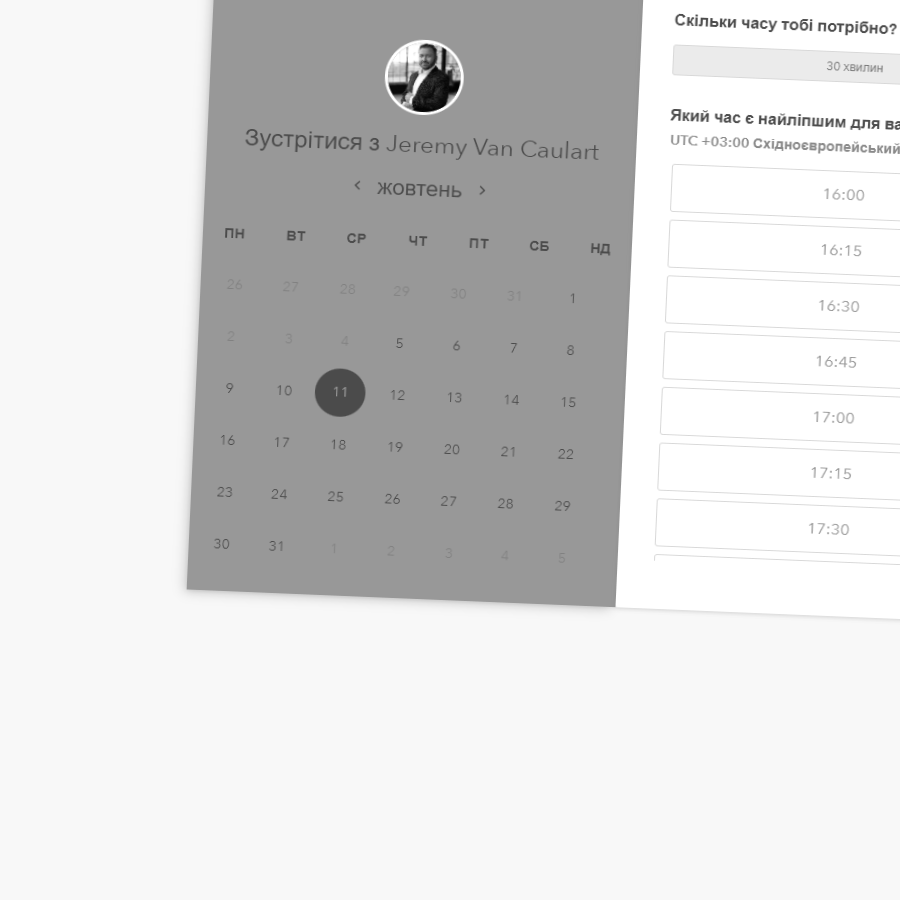 Зустрітися з Jeremy Van Caulart
жовтень
ПН ВТ СР ЧТ ПТ СБ НД
26 27 28 29 30 31 1
2 3 4 5 6 7 8
9 10 11 12 13 14 15
16 17 18 19 20 21 22
23 24 25 26 27 28 29
30 31 1 2 3 4 5
Скільки часу тобі потрібно?
30 хвилин
Який час є найліпшим для
UTC +03:00 Східноєвропейський
16:00
16:15
16:30
16:45
17:00
17:15
17:30